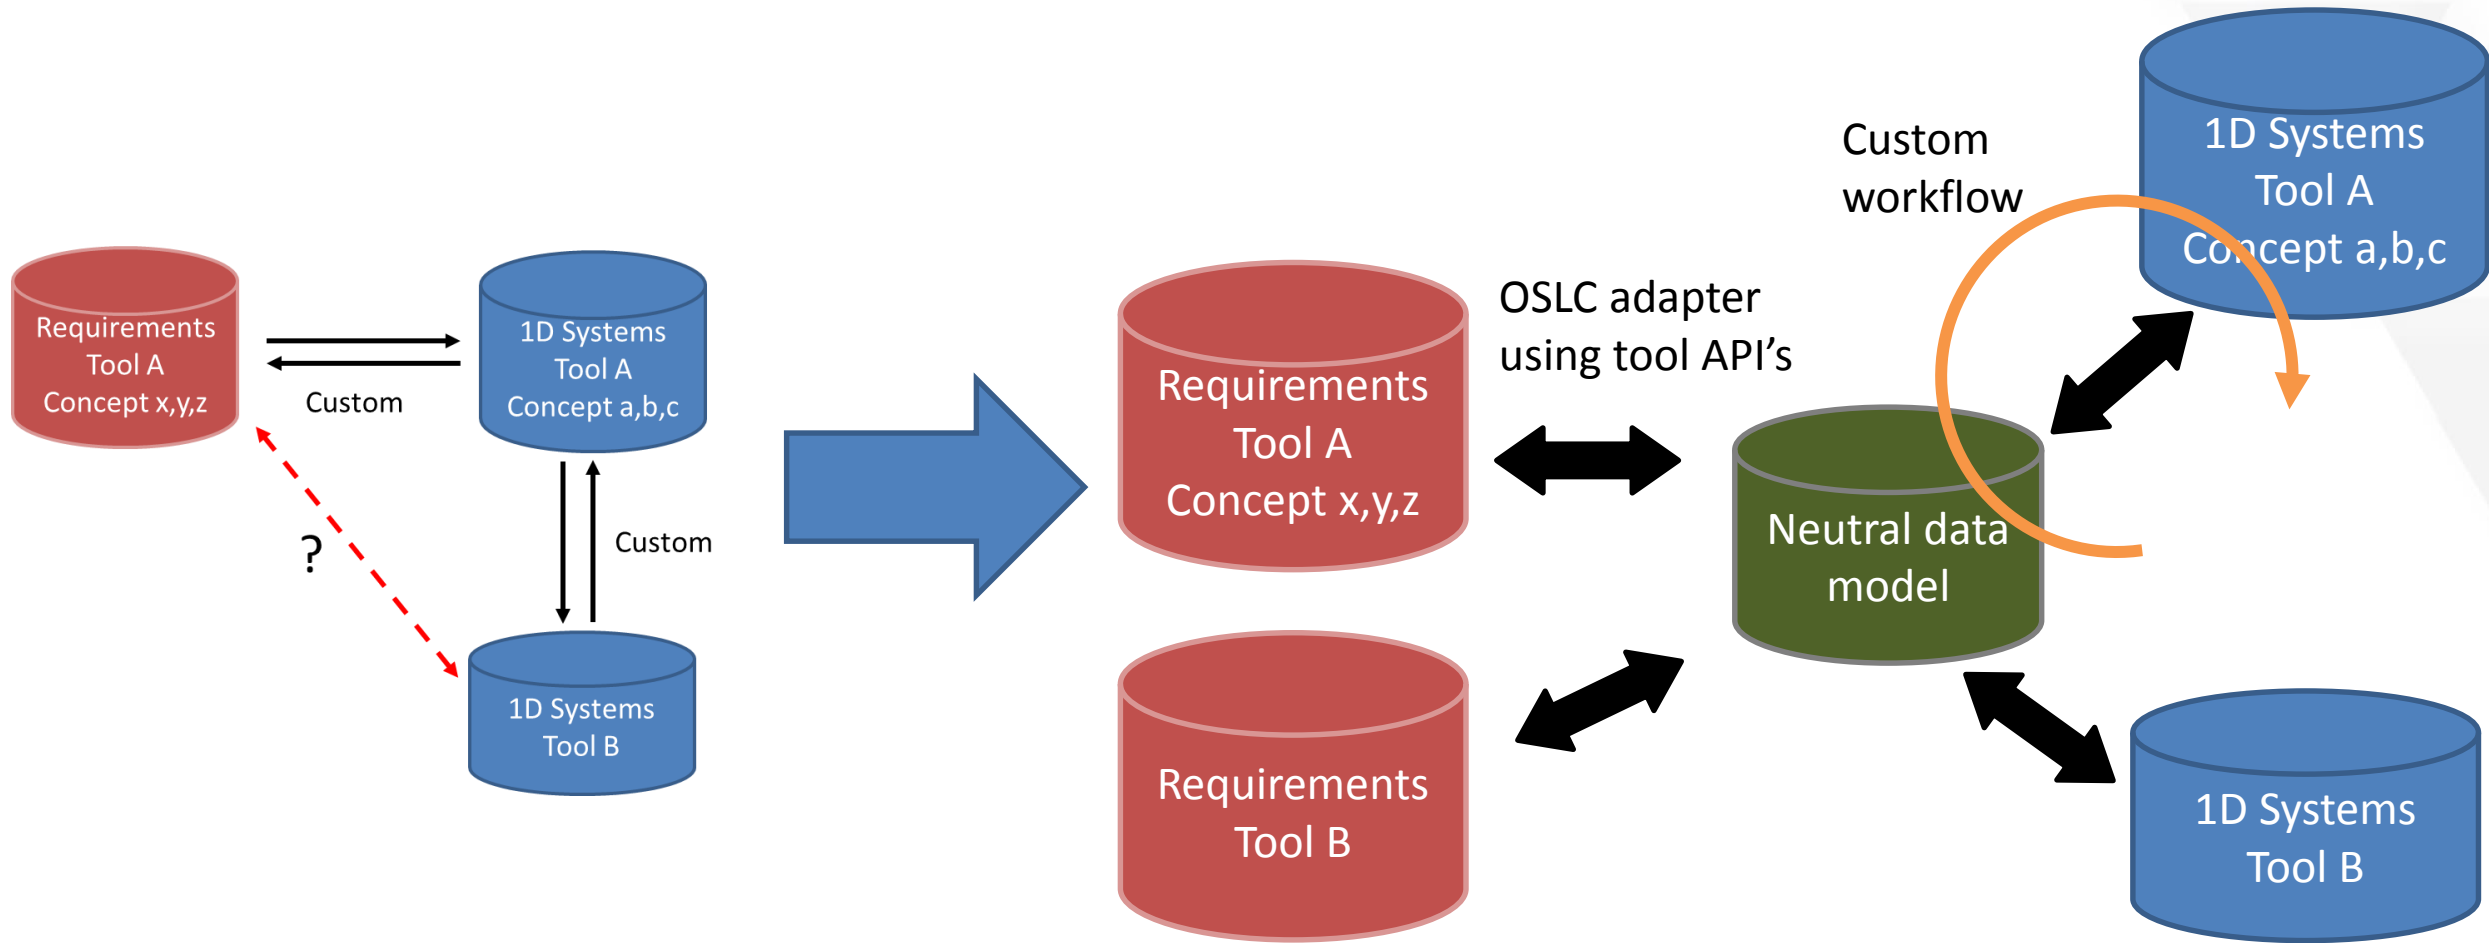 Requirements
Tool A
Concept x,y,z
Custom
1D Systems
Tool A
Concept a,b,c
?
Custom
1D Systems
Tool B
Requirements
Tool A
Concept x,y,z
OSLC adapter
using tool API’s
Custom
workflow
1D Systems
Tool A
Concept a,b,c
Neutral data
model
Requirements
Tool B
1D Systems
Tool B